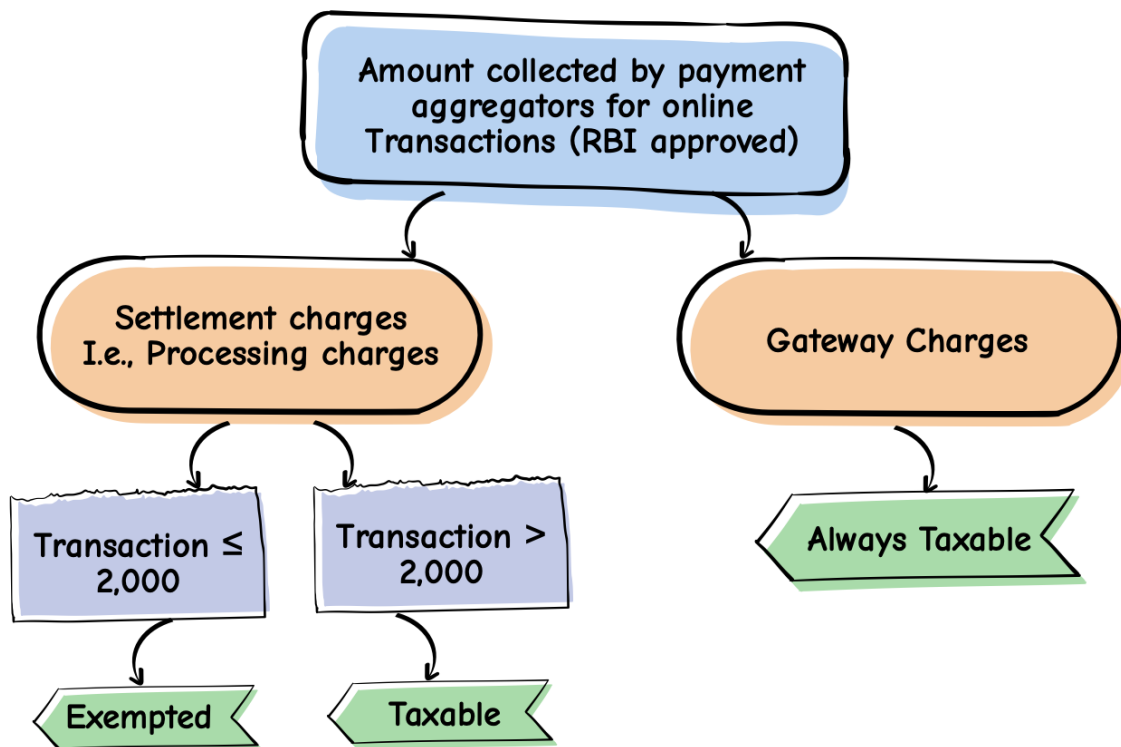 Amount collected by payment
aggregators for online
Transactions (RBI approved)
Settlement charges
I.e., Processing charges
Gateway Charges
Transaction ≤
2,000
Transaction >
2,000
Always Taxable
Exempted
Taxable